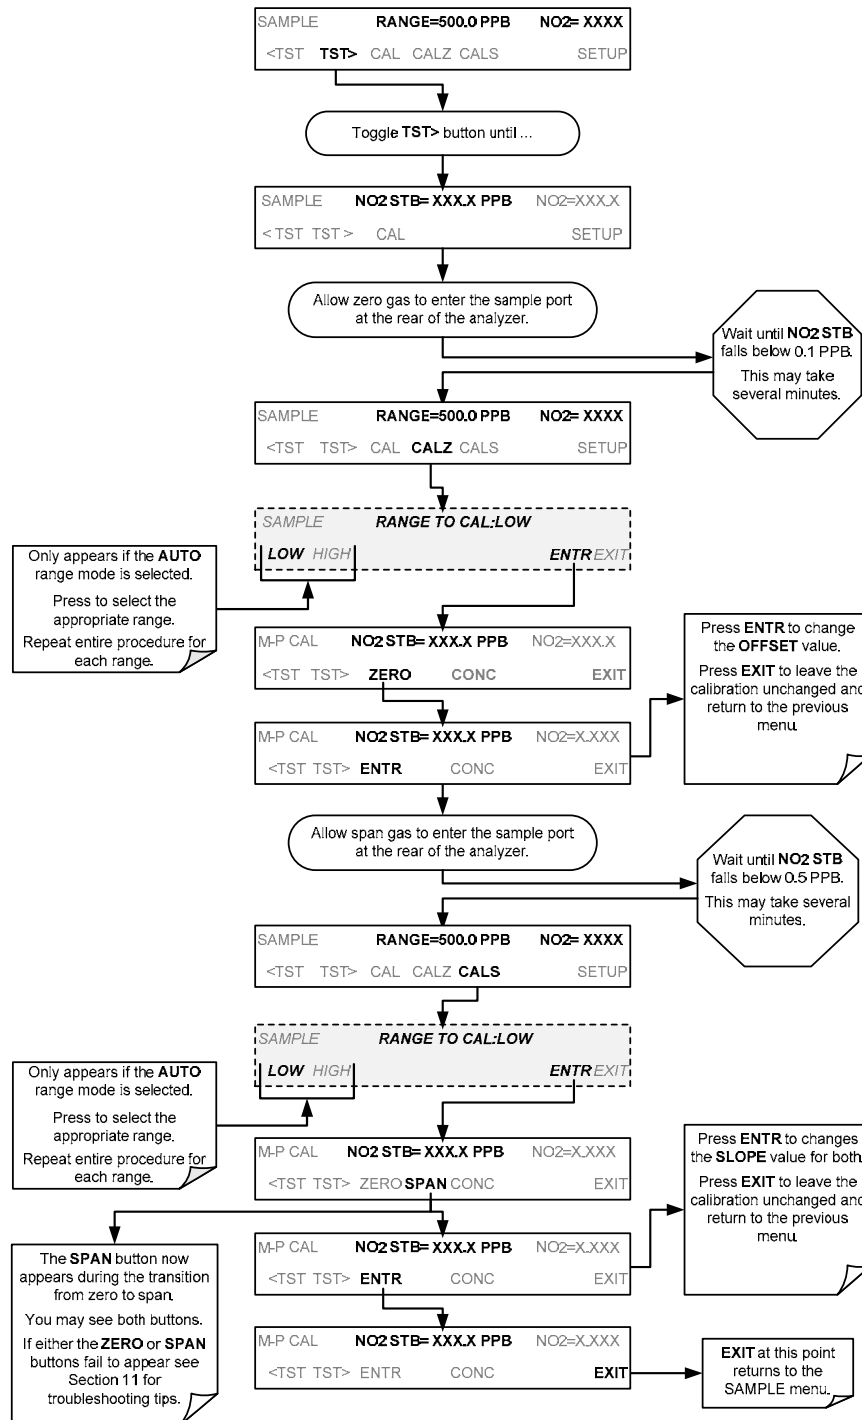 SAMPLE RANGE=500.0 PPB NO2= XXXX
<TST TST> CAL CALZ CALS SETUP
Toggle TST> button until ...
SAMPLE NO2 STB= XXX.X PPB NO2=XXX.X
< TST TST > CAL SETUP
Allow zero gas to enter the sample port
at the rear of the analyzer.
Wait until NO2 STB
falls below 0.1 PPB.
This may take
several minutes.
SAMPLE RANGE=500.0 PPB NO2= XXXX
<TST TST> CAL CALZ CALS SETUP
SAMPLE RANGE TO CAL:LOW
LOW HIGH ENTR EXIT
Only appears if the AUTO
range mode is selected.
Press to select the
appropriate range.
Repeat entire procedure for
each range.
M-P CAL NO2 STB= XXX.X PPB NO2=XXX.X
<TST TST> ZERO CONC EXIT
M-P CAL NO2 STB= XXX.X PPB NO2=X.XXX
<TST TST> ENTR CONC EXIT
Press ENTR to change
the OFFSET value.
Press EXIT to leave the
calibration unchanged and
return to the previous
menu.
Allow span gas to enter the sample port
at the rear of the analyzer.
Wait until NO2 STB
falls below 0.5 PPB.
This may take several
minutes.
SAMPLE RANGE=500.0 PPB NO2= XXXX
<TST TST> CAL CALZ CALS SETUP
SAMPLE RANGE TO CAL:LOW
LOW HIGH ENTR EXIT
Only appears if the AUTO
range mode is selected.
Press to select the
appropriate range.
Repeat entire procedure for
each range.
M-P CAL NO2 STB= XXX.X PPB NO2=X.XXX
<TST TST> ZERO SPAN CONC EXIT
Press ENTR to changes
the SLOPE value for both.
Press EXIT to leave the
calibration unchanged and
return to the previous
menu.
The SPAN button now
appears during the transition
from zero to span.
You may see both buttons.
If either the ZERO or SPAN
buttons fail to appear see
Section 11 for
troubleshooting tips.
M-P CAL NO2 STB= XXX.X PPB NO2=X.XXX
<TST TST> ENTR CONC EXIT
M-P CAL NO2 STB= XXX.X PPB NO2=X.XXX
<TST TST> ENTR CONC EXIT
EXIT at this point
returns to the
SAMPLE menu.